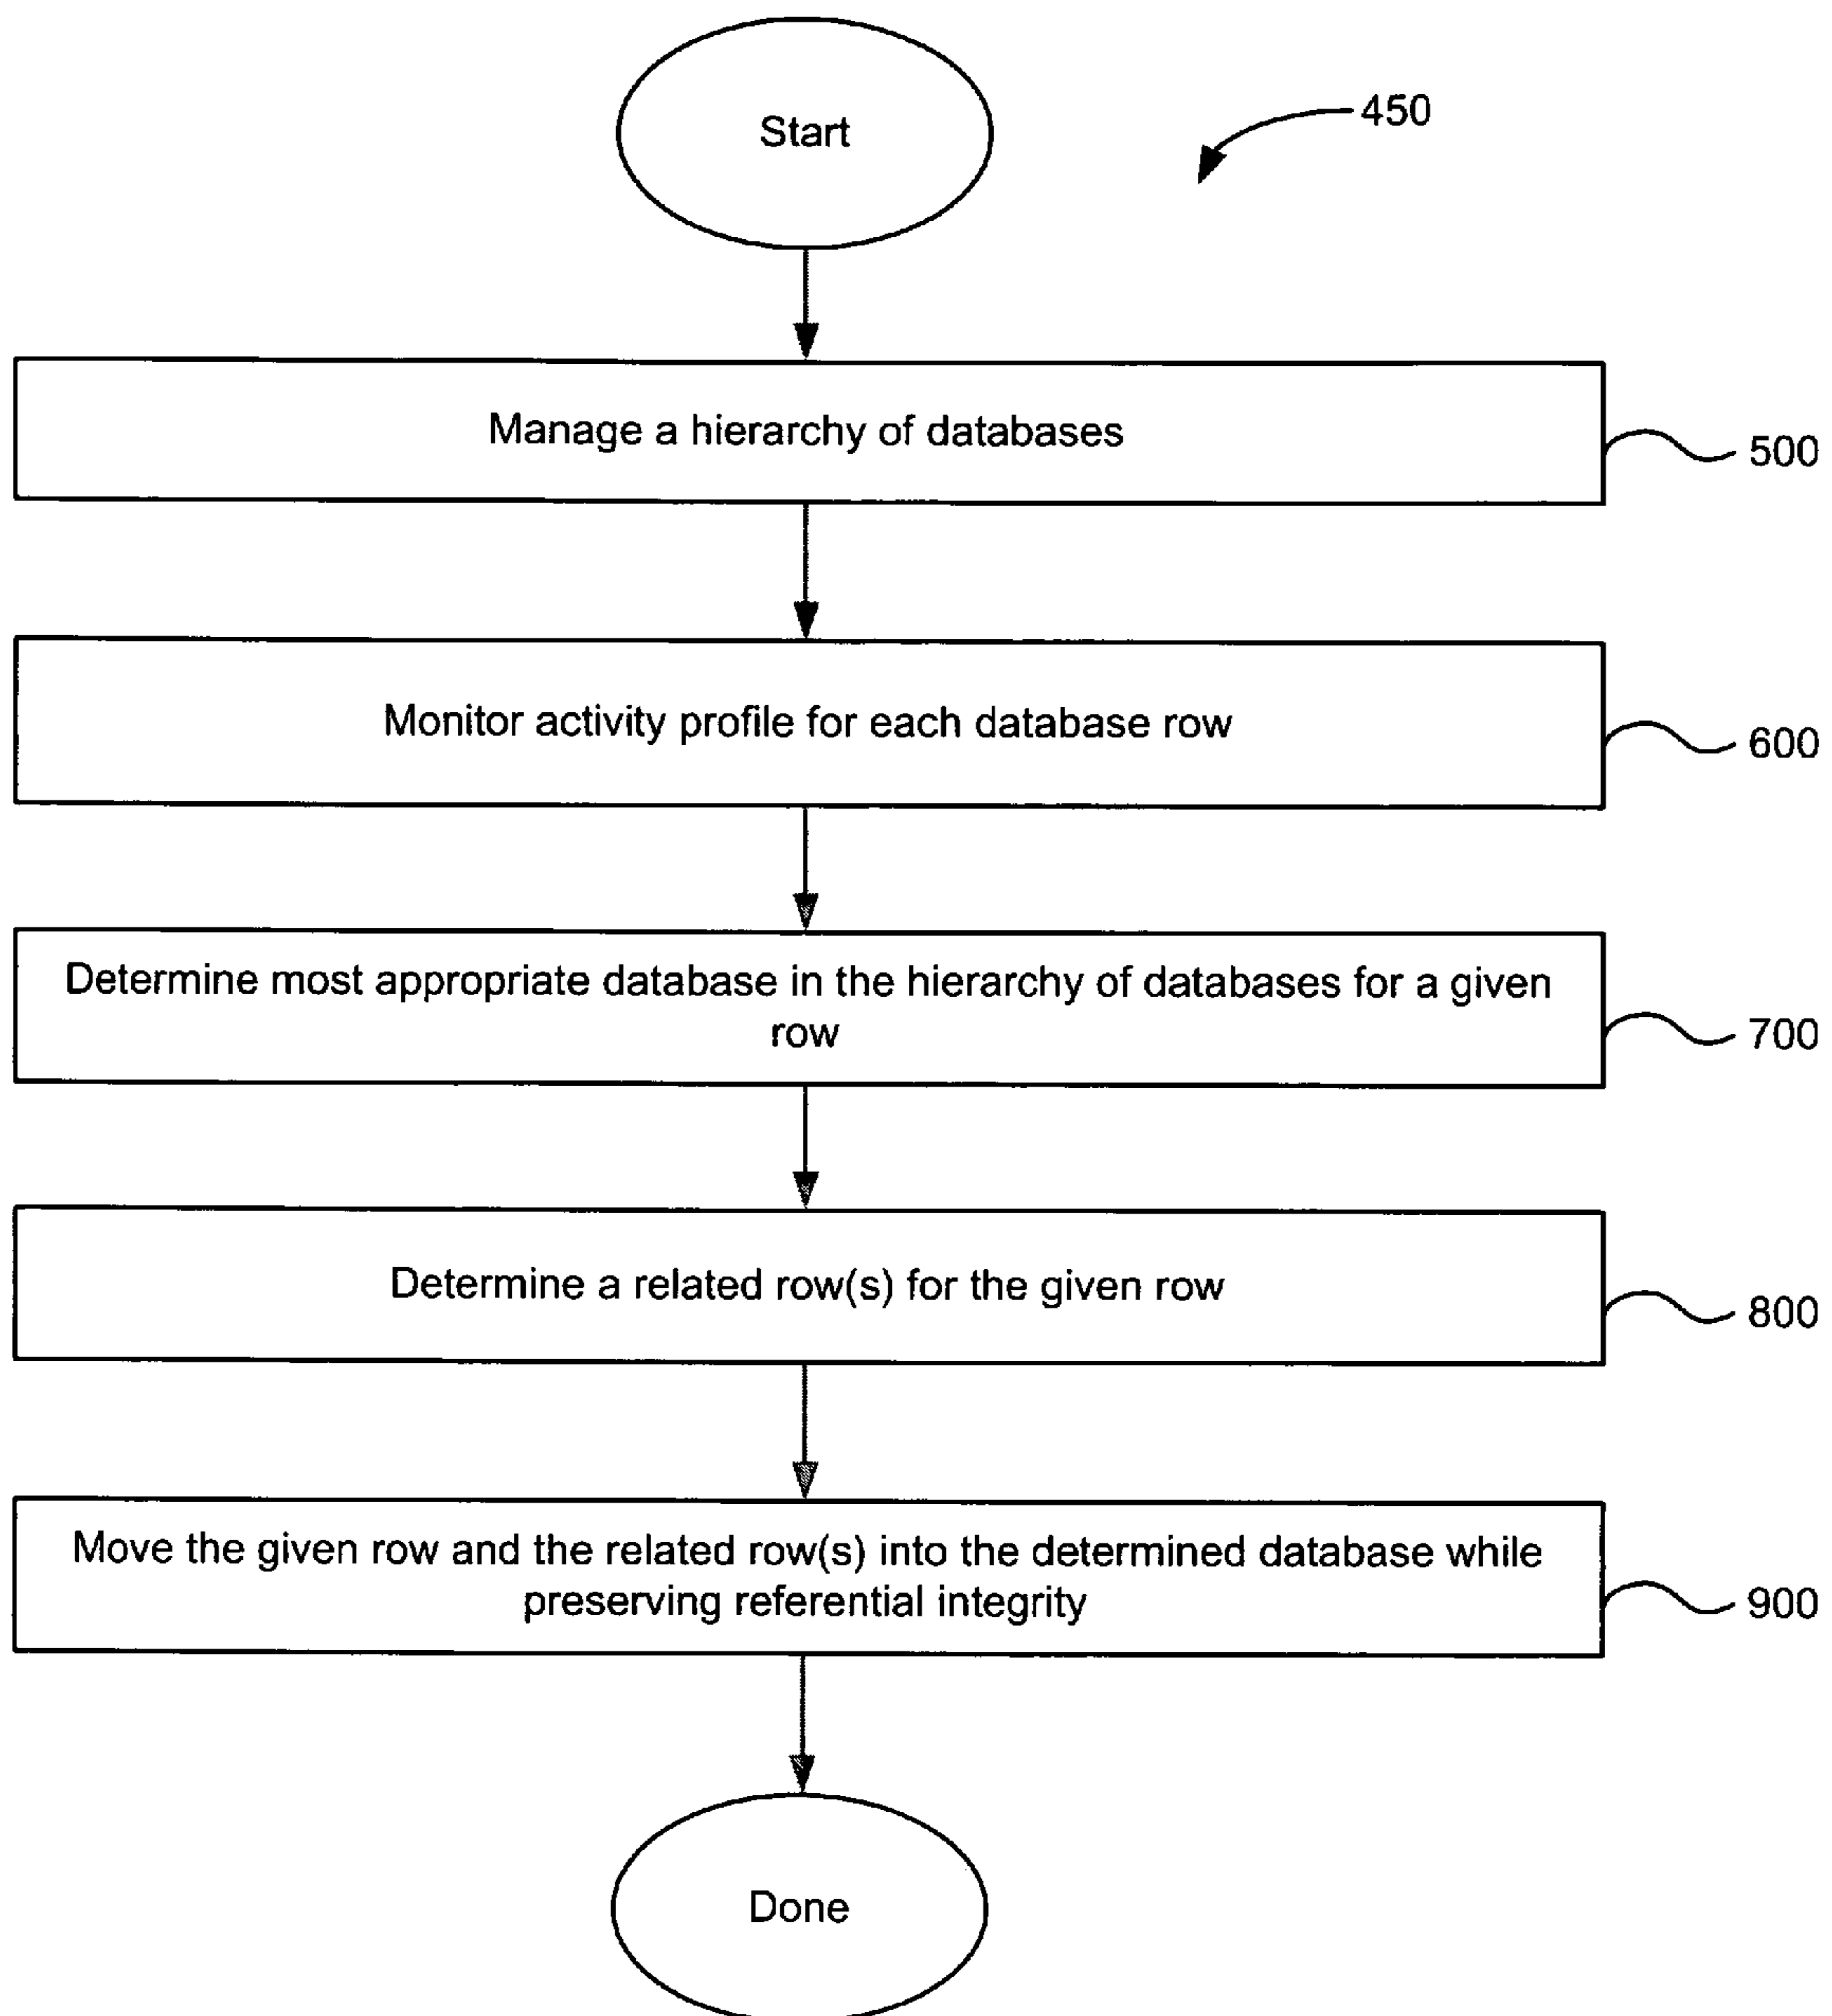 Start
450
Manage a hierarchy of databases
500
Monitor activity profile for each database row
600
Determine most appropriate database in the hierarchy of databases for a given
row
700
Determine a related row(s) for the given row
800
Move the given row and the related row(s) into the determined database while
preserving referential integrity
900
Done